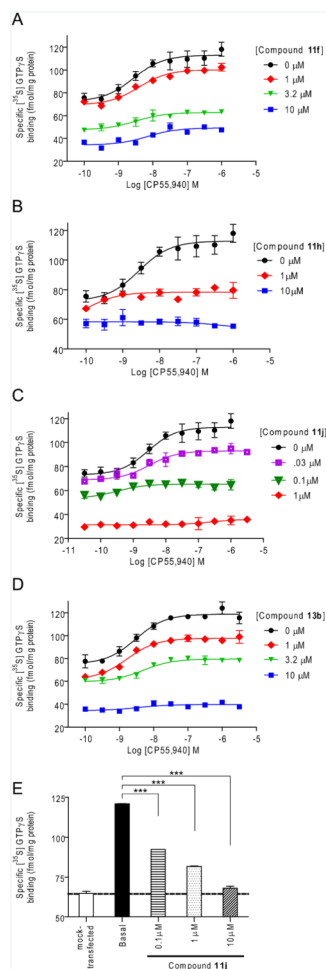 A
Specific [³⁵S] GTPγS
binding (fmol/mg protein)
120
100
80
60
40
20
-10
-9
-8
-7
-6
-5
Log [CP55,940] M
[Compound 11f]
0 μM
1 μM
3.2 μM
10 μM
B
Specific [³⁵S] GTPγS
binding (fmol/mg protein)
120
100
80
60
40
20
-10
-9
-8
-7
-6
-5
Log [CP55,940] M
[Compound 11h]
0 μM
1μM
10μM
C
Specific [³⁵S] GTPγS
binding (fmol/mg protein)
120
100
80
60
40
20
-11
-10
-9
-8
-7
-6
-5
Log [CP55,940] M
[Compound 11j]
0 μM
.03 μM
0.1μM
1μM
D
Specific [³⁵S] GTPγS
binding (fmol/mg protein)
120
100
80
60
40
20
-10
-9
-8
-7
-6
-5
Log [CP55,940] M
[Compound 13b]
0 μM
1 μM
3.2 μM
10 μM
E
Specific [³⁵S] GTPγS
binding (fmol/mg protein)
125
100
75
50
***
***
***
mock-
transfected
Basal
0.1μM
1 μM
10μM
Compound 11j